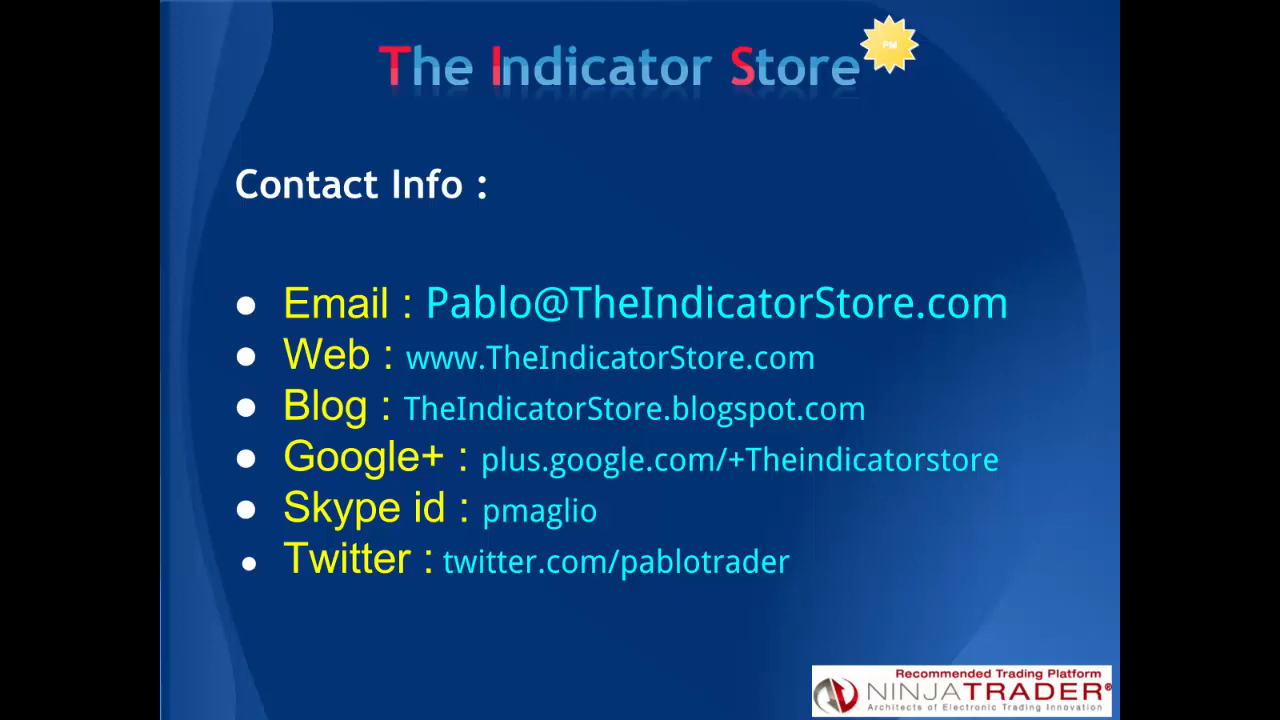 The Indicator Store
PM
Contact Info :
● Email : Pablo@TheIndicatorStore.com
● Web : www.TheIndicatorStore.com
● Blog : TheIndicatorStore.blogspot.com
● Google+ : plus.google.com/+Theindicatorstore
● Skype id : pmaglio
● Twitter : twitter.com/pablotrader
Recommended Trading Platform
NINJATRADER®
Architects of Electronic Trading Innovation